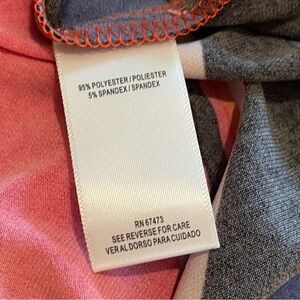 95% POLYESTER / POLIESTER
5% SPANDEX / SPANDEX
RN 67473
SEE REVERSE FOR CARE
VER AL DORSO PARA CUIDADO